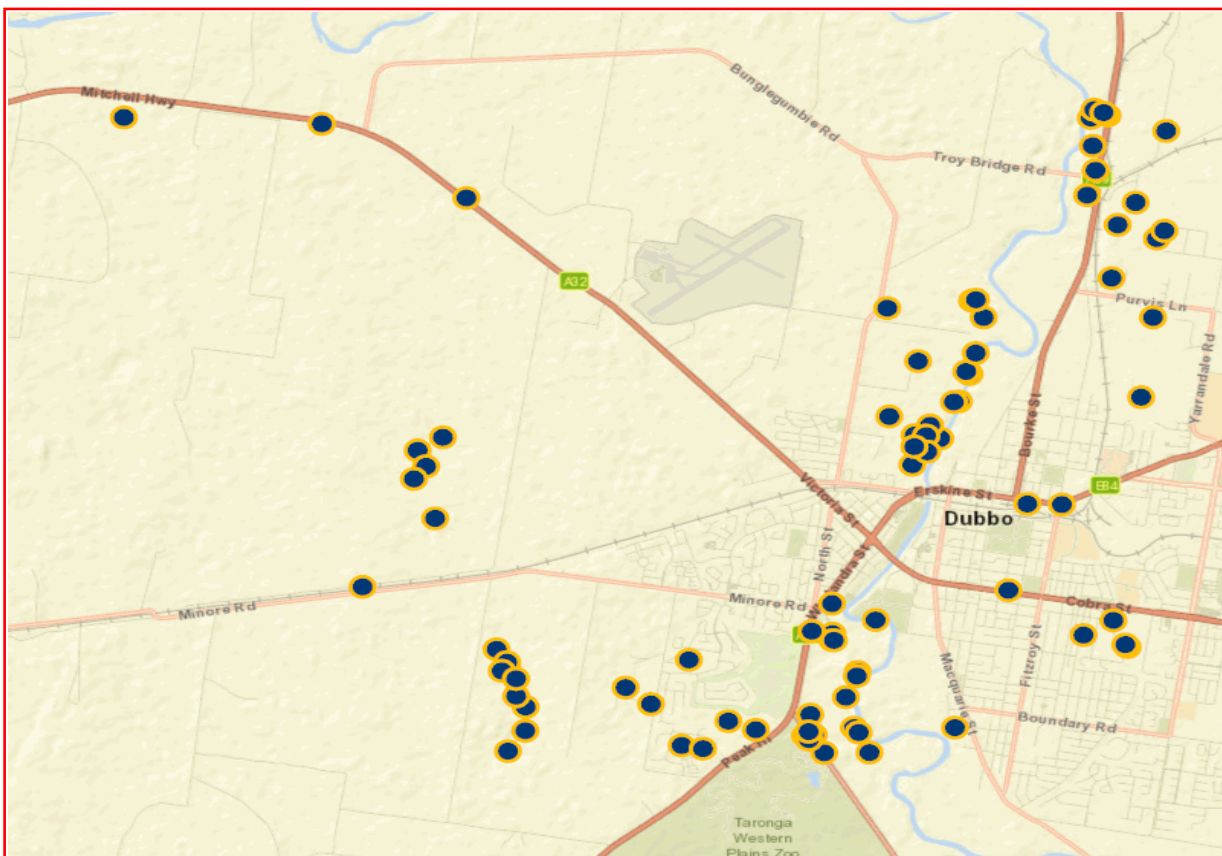 Mitchell Hwy
Bunglegumbie Rd
Troy Bridge Rd
A32
Purvis Ln
Yarrandale Rd
Bourke St
B84
Erskine St
Victoria St
Dubbo
North St
Minore Rd
Minore Rd
Cobra St
Fitzroy St
Macquarie St
Boundary Rd
Taronga
Western
Plains Zoo